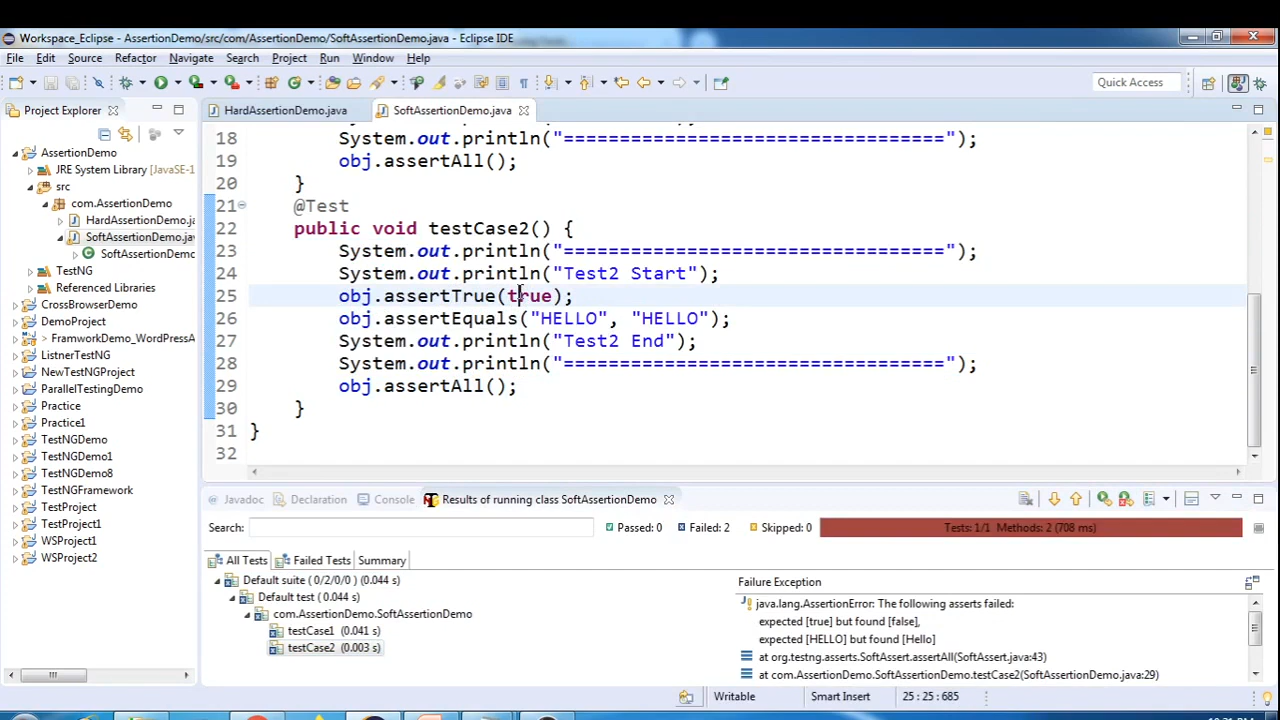 Workspace_Eclipse - AssertionDemo/src/com/AssertionDemo/SoftAssertionDemo.java - Eclipse IDE
File Edit Source Refactor Navigate Search Project Run Window Help
Quick Access
Project Explorer
HardAssertionDemo.java
SoftAssertionDemo.java
AssertionDemo
JRE System Library [JavaSE-1
src
com.AssertionDemo
HardAssertionDemo.ja
SoftAssertionDemo.jav
SoftAssertionDemo
TestNG
Referenced Libraries
CrossBrowserDemo
DemoProject
> FramworkDemo_WordPressA
ListnerTestNG
NewTestNGProject
ParallelTestingDemo
Practice
Practice1
TestNGDemo
TestNGDemo1
TestNGDemo8
TestNGFramework
TestProject
TestProject1
WSProject1
WSProject2
18 System.out.println("==================================");
19 obj.assertAll();
20 }
21 @Test
22 public void testCase2() {
23 System.out.println("==================================");
24 System.out.println("Test2 Start");
25 obj.assertTrue(true);
26 obj.assertEquals("HELLO", "HELLO");
27 System.out.println("Test2 End");
28 System.out.println("==================================");
29 obj.assertAll();
30 }
31 }
32
Javadoc Declaration Console Results of running class SoftAssertionDemo
Search: Passed: 0 Failed: 2 Skipped: 0 Tests: 1/1 Methods: 2 (708 ms)
All Tests Failed Tests Summary
Default suite ( 0/2/0/0 ) (0.044 s)
Default test ( 0.044 s)
com.AssertionDemo.SoftAssertionDemo
testCase1 (0.041 s)
testCase2 (0.003 s)
Failure Exception
java.lang.AssertionError: The following asserts failed:
expected [true] but found [false],
expected [HELLO] but found [Hello]
at org.testng.asserts.SoftAssert.assertAll(SoftAssert.java:43)
at com.AssertionDemo.SoftAssertionDemo.testCase2(SoftAssertionDemo.java:29)
Writable Smart Insert 25 : 25 : 685